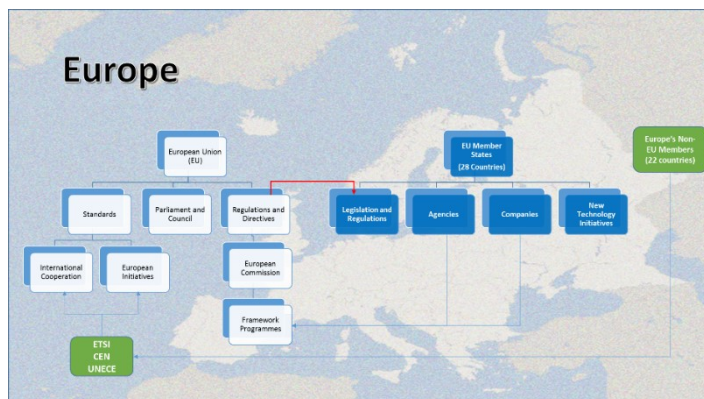 Europe
European Union
(EU)
EU Member
States
(28 Countries)
Europe's Non-
EU Members
(22 countries)
Standards
Parliament and
Council
Regulations and
Directives
Legislation and
Regulations
Agencies
Companies
New
Technology
Initiatives
International
Cooperation
European
Initiatives
European
Commission
Framework
Programmes
ETSI
CEN
UNECE